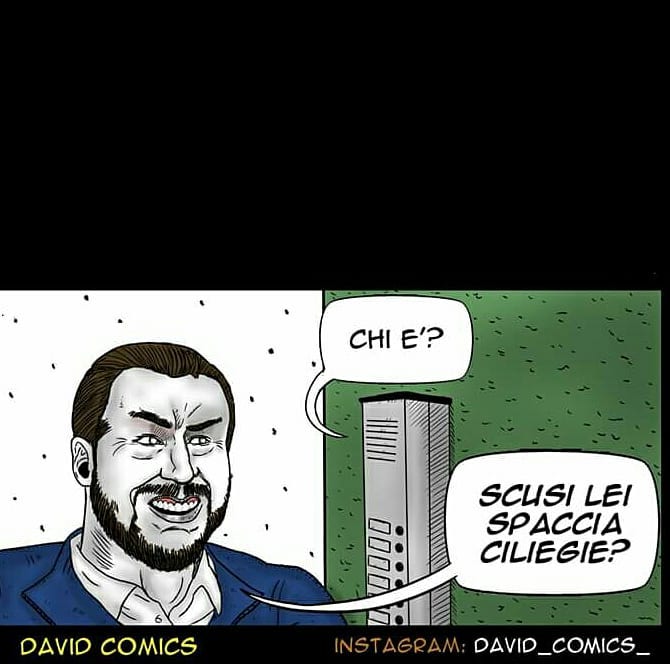 CHI E'?
SCUSI LEI
SPACCIA
CILIEGIE?
DAVID COMICS
INSTAGRAM: DAVID_COMICS_